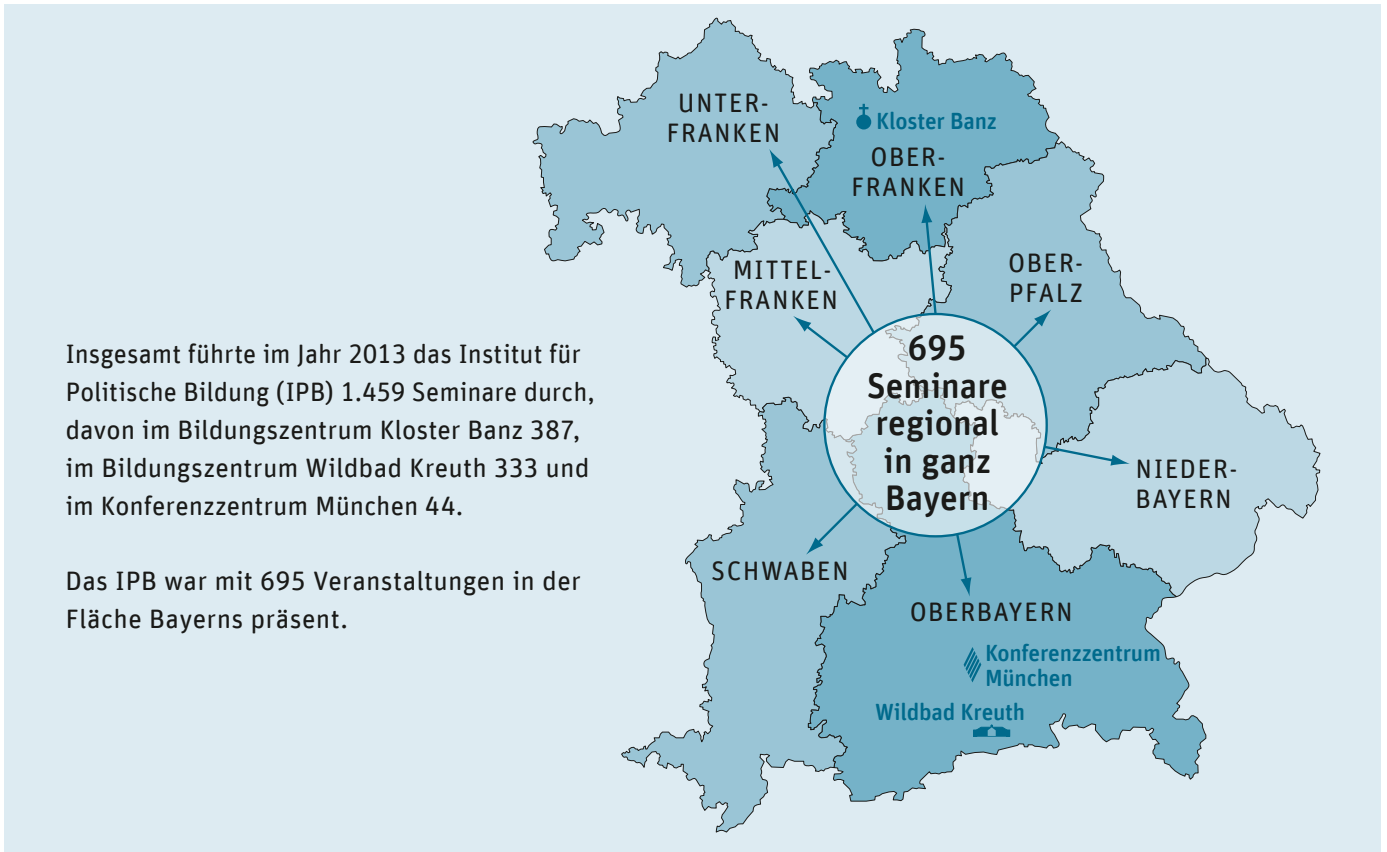 Insgesamt führte im Jahr 2013 das Institut für
Politische Bildung (IPB) 1.459 Seminare durch,
davon im Bildungszentrum Kloster Banz 387,
im Bildungszentrum Wildbad Kreuth 333 und
im Konferenzzentrum München 44.
Das IPB war mit 695 Veranstaltungen in der
Fläche Bayerns präsent.
UNTER-
FRANKEN
Kloster Banz
OBER-
FRANKEN
MITTEL-
FRANKEN
OBER-
PFALZ
695
Seminare
regional
in ganz
Bayern
NIEDER-
BAYERN
SCHWABEN
OBERBAYERN
Konferenzzentrum
München
Wildbad Kreuth